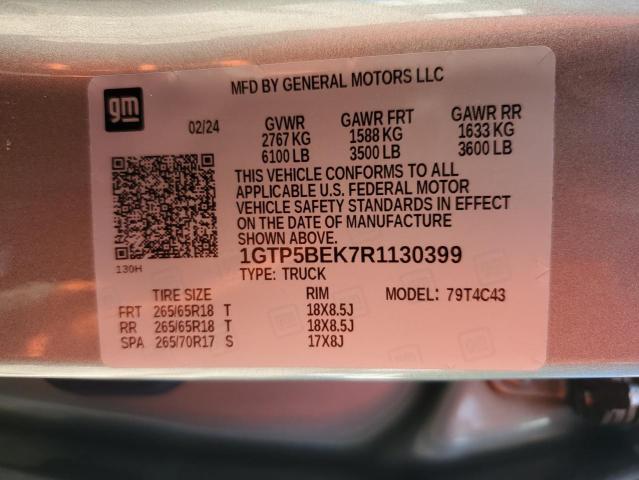 MFD BY GENERAL MOTORS LLC
gm
02/24
GVWR GAWR FRT GAWR RR
2767 KG 1588 KG 1633 KG
6100 LB 3500 LB 3600 LB
THIS VEHICLE CONFORMS TO ALL
APPLICABLE U.S. FEDERAL MOTOR
VEHICLE SAFETY STANDARDS IN EFFECT
ON THE DATE OF MANUFACTURE
SHOWN ABOVE.
130H
1GTP5BEK7R1130399
TYPE: TRUCK
TIRE SIZE RIM MODEL: 79T4C43
FRT 265/65R18 T 18X8.5J
RR 265/65R18 T 18X8.5J
SPA 265/70R17 S 17X8J